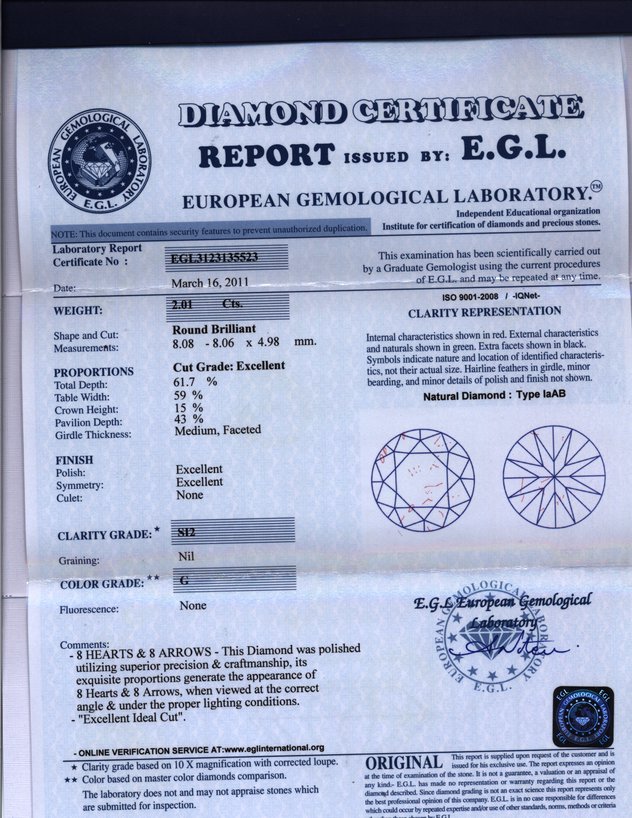 EUROPEAN GEMOLOGICAL LABORATORY
E.G.L.
DIAMOND CERTIFICATE
REPORT ISSUED BY: E.G.L.
EUROPEAN GEMOLOGICAL LABORATORY.™
Independent Educational organization
Institute for certification of diamonds and precious stones.
NOTE: This document contains security features to prevent unauthorized duplication.
Laboratory Report
Certificate No : EGL3123135523
Date: March 16, 2011
This examination has been scientifically carried out
by a Graduate Gemologist using the current procedures
of E.G.L. and may be repeated at any time.
WEIGHT: 2.01 Cts.
Shape and Cut: Round Brilliant
Measurements: 8.08 - 8.06 x 4.98 mm.
PROPORTIONS Cut Grade: Excellent
Total Depth: 61.7 %
Table Width: 59 %
Crown Height: 15 %
Pavilion Depth: 43 %
Girdle Thickness: Medium, Faceted
FINISH
Polish: Excellent
Symmetry: Excellent
Culet: None
CLARITY GRADE: * SI2
Graining: Nil
COLOR GRADE: ** G
Fluorescence: None
ISO 9001-2008 / -IQNet-
CLARITY REPRESENTATION
Internal characteristics shown in red. External characteristics
and naturals shown in green. Extra facets shown in black.
Symbols indicate nature and location of identified characteris-
tics, not their actual size. Hairline feathers in girdle, minor
bearding, and minor details of polish and finish not shown.
Natural Diamond : Type IaAB
E.G.L European Gemological
Laboratory
Comments:
- 8 HEARTS & 8 ARROWS - This Diamond was polished
utilizing superior precision & craftmanship, its
exquisite proportions generate the appearance of
8 Hearts & 8 Arrows, when viewed at the correct
angle & under the proper lighting conditions.
- "Excellent Ideal Cut".
E.G.L.
EGL EGL
- ONLINE VERIFICATION SERVICE AT:www.eglinternational.org
* Clarity grade based on 10 X magnification with corrected loupe.
** Color based on master color diamonds comparison.
The laboratory does not and may not appraise stones which
are submitted for inspection.
ORIGINAL This report is supplied upon request of the customer and is
issued for his exclusive use. The report expresses an opinion
at the time of examination of the stone. It is not a guarantee, a valuation or an appraisal of
any kind.- E.G.L. has made no representation or warranty regarding this report or the
diamond described. Since diamond grading is not an exact science this report represents only
the best professional opinion of this company. E.G.L. is in no case responsible for differences
which could occur by repeated expertise and/or use of other standards, norms, methods or criteria